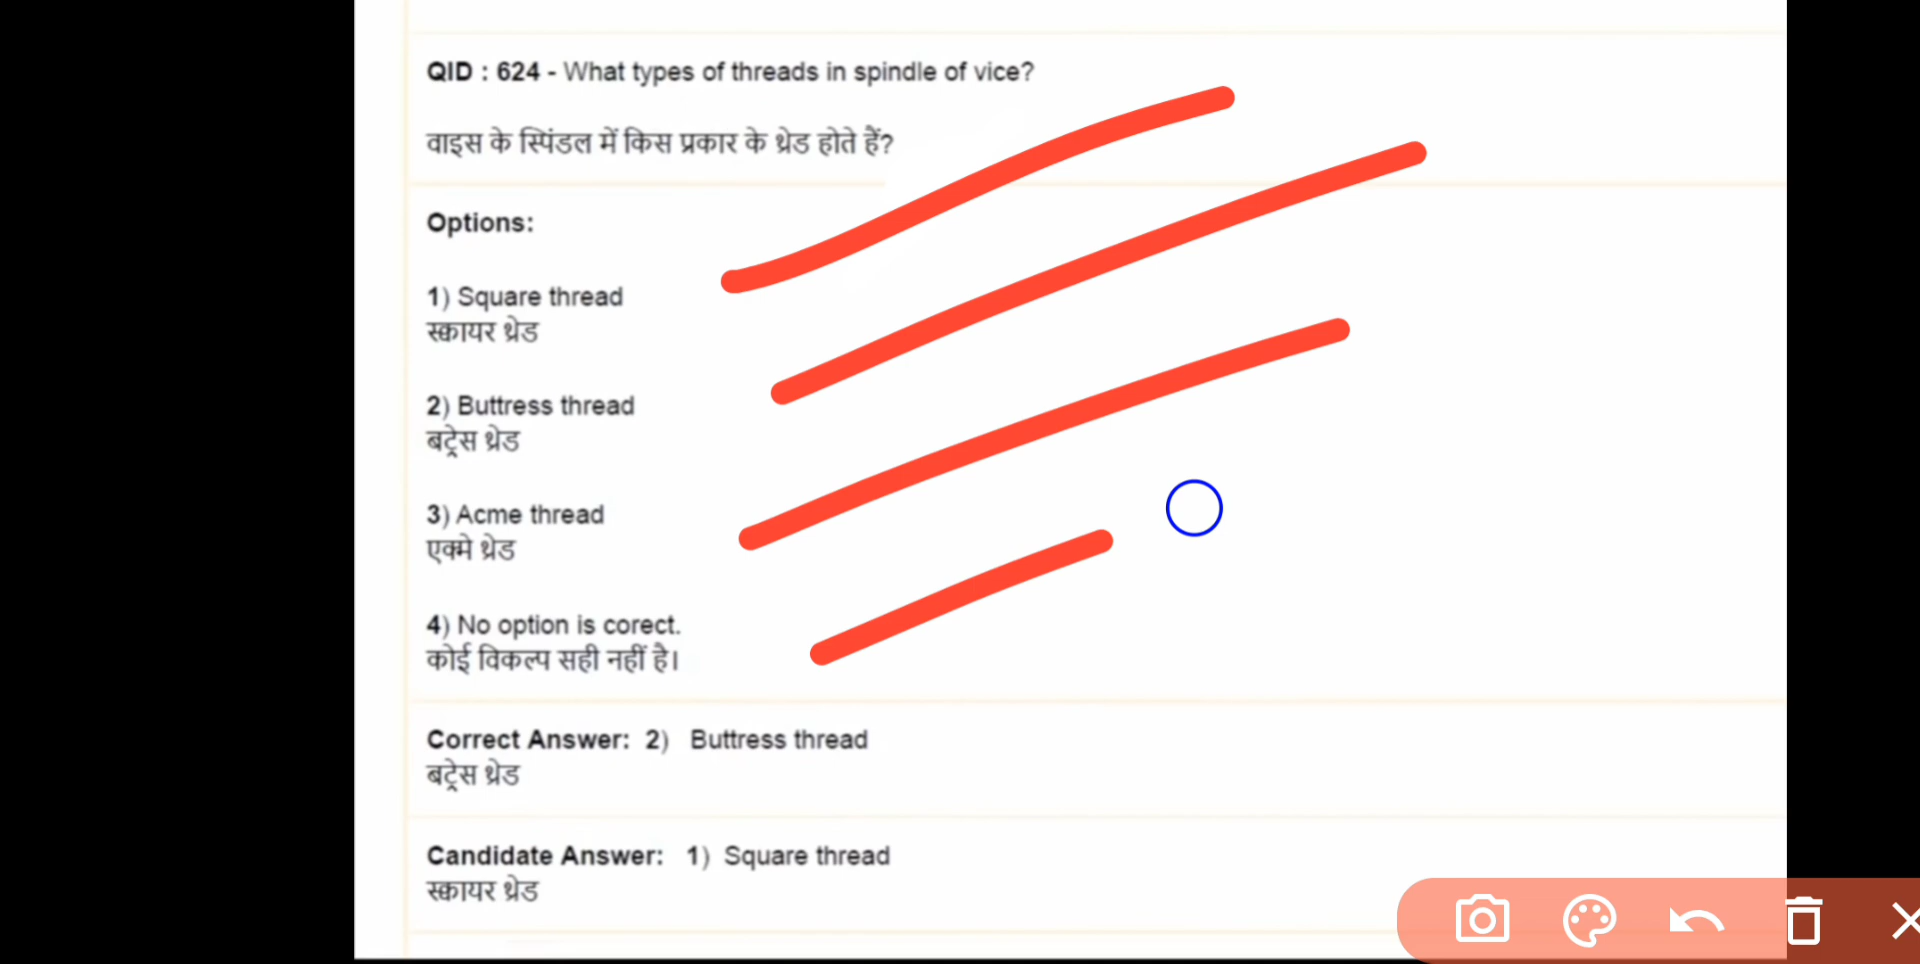 QID : 624 - What types of threads in spindle of vice?
वाइस के स्पिंडल में किस प्रकार के थ्रेड होते हैं?
Options:
1) Square thread
स्क्वायर थ्रेड
2) Buttress thread
बट्रेस थ्रेड
3) Acme thread
एक्मे थ्रेड
4) No option is corect.
कोई विकल्प सही नहीं है।
Correct Answer: 2) Buttress thread
बट्रेस थ्रेड
Candidate Answer: 1) Square thread
स्क्वायर थ्रेड